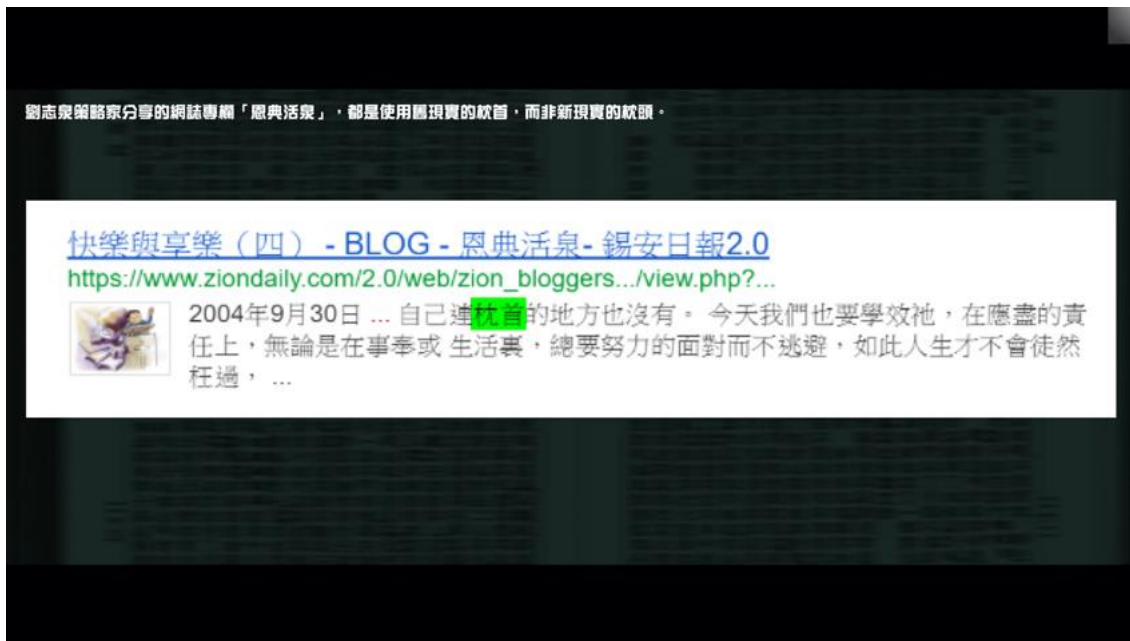 劉志泉策略家分享的網誌專欄「恩典活泉」，都是使用舊現實的枕首，而非新現實的枕頭。
快樂與享樂（四） - BLOG - 恩典活泉- 錫安日報2.0
https://www.ziondaily.com/2.0/web/zion_bloggers.../view.php?...
2004年9月30日 ... 自己連枕首的地方也沒有。 今天我們也要學效祂，在應盡的責
任上，無論是在事奉或 生活裏，總要努力的面對而不逃避，如此人生才不會徒然
枉過， ...